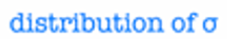 distribution of σ